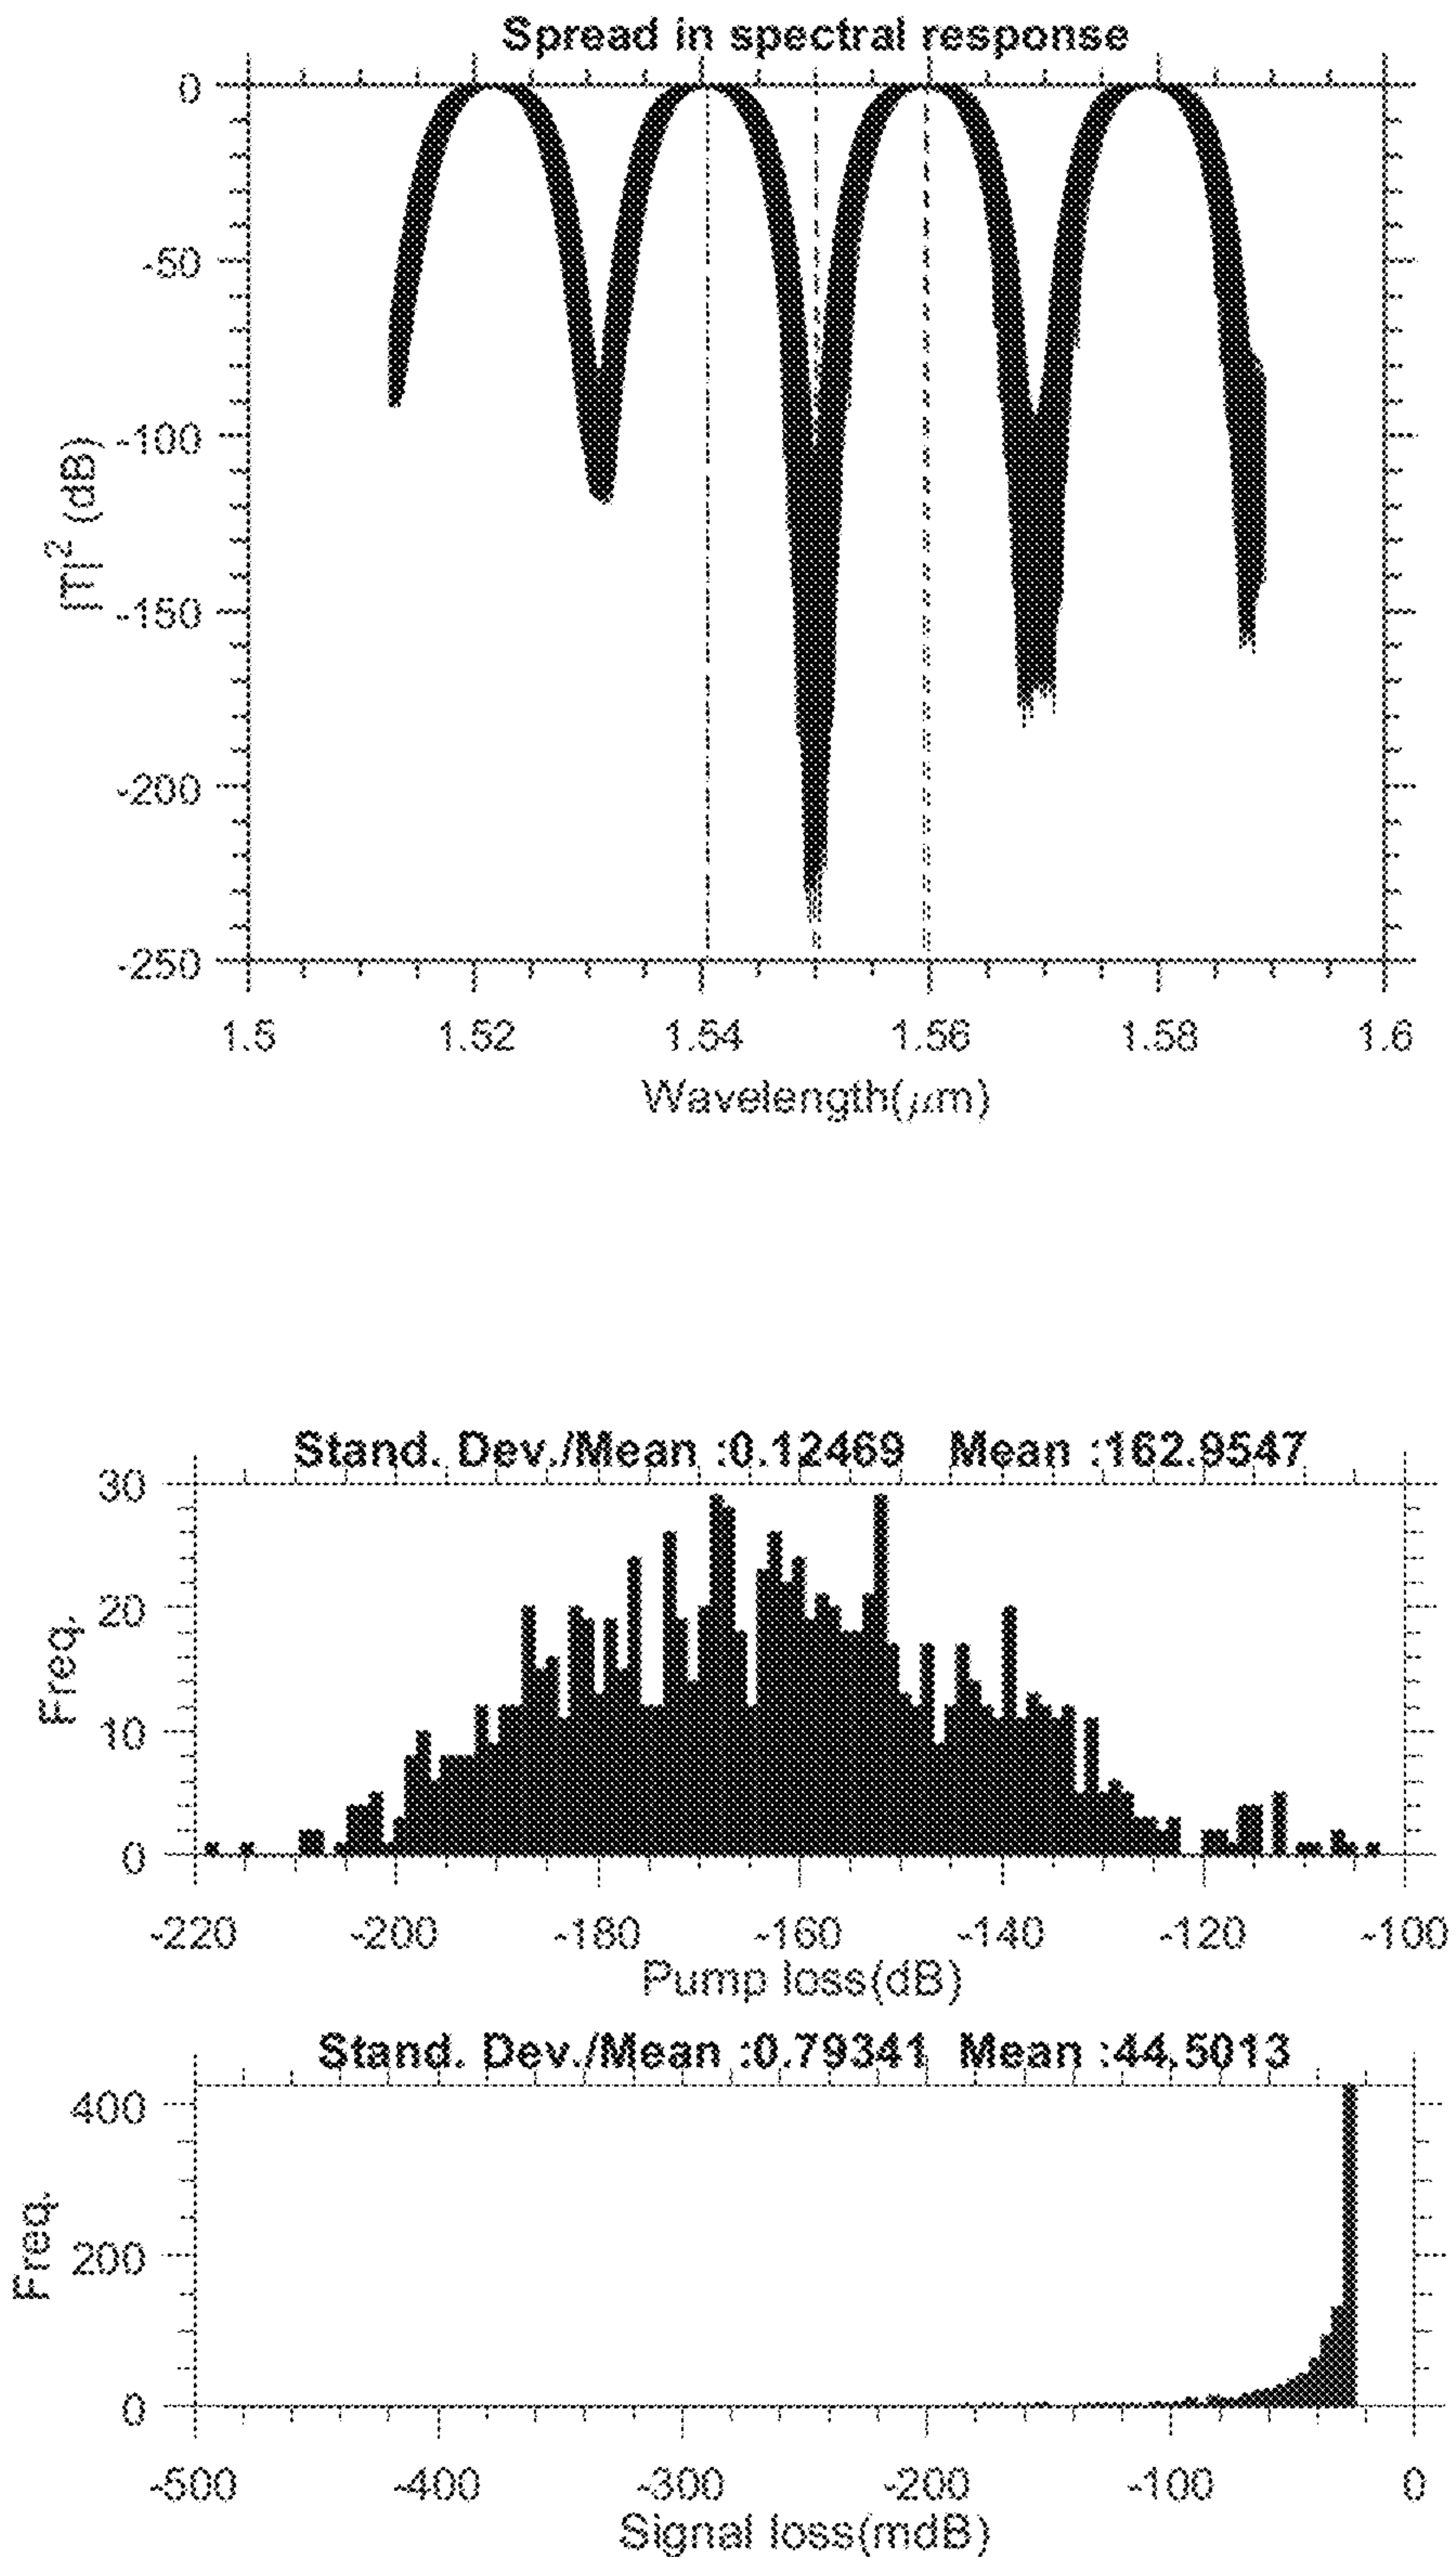 Spread in spectral response
0
-50
-100
-150
-200
-250
|T|² (dB)
1.5 1.52 1.54 1.56 1.58 1.6
Wavelength(μm)
Stand. Dev./Mean :0.12469 Mean :162.9547
30
20
10
0
Freq.
-220 -200 -180 -160 -140 -120 -100
Pump loss(dB)
Stand. Dev./Mean :0.79341 Mean :44.5013
400
200
0
Freq.
-500 -400 -300 -200 -100 0
Signal loss(mdB)